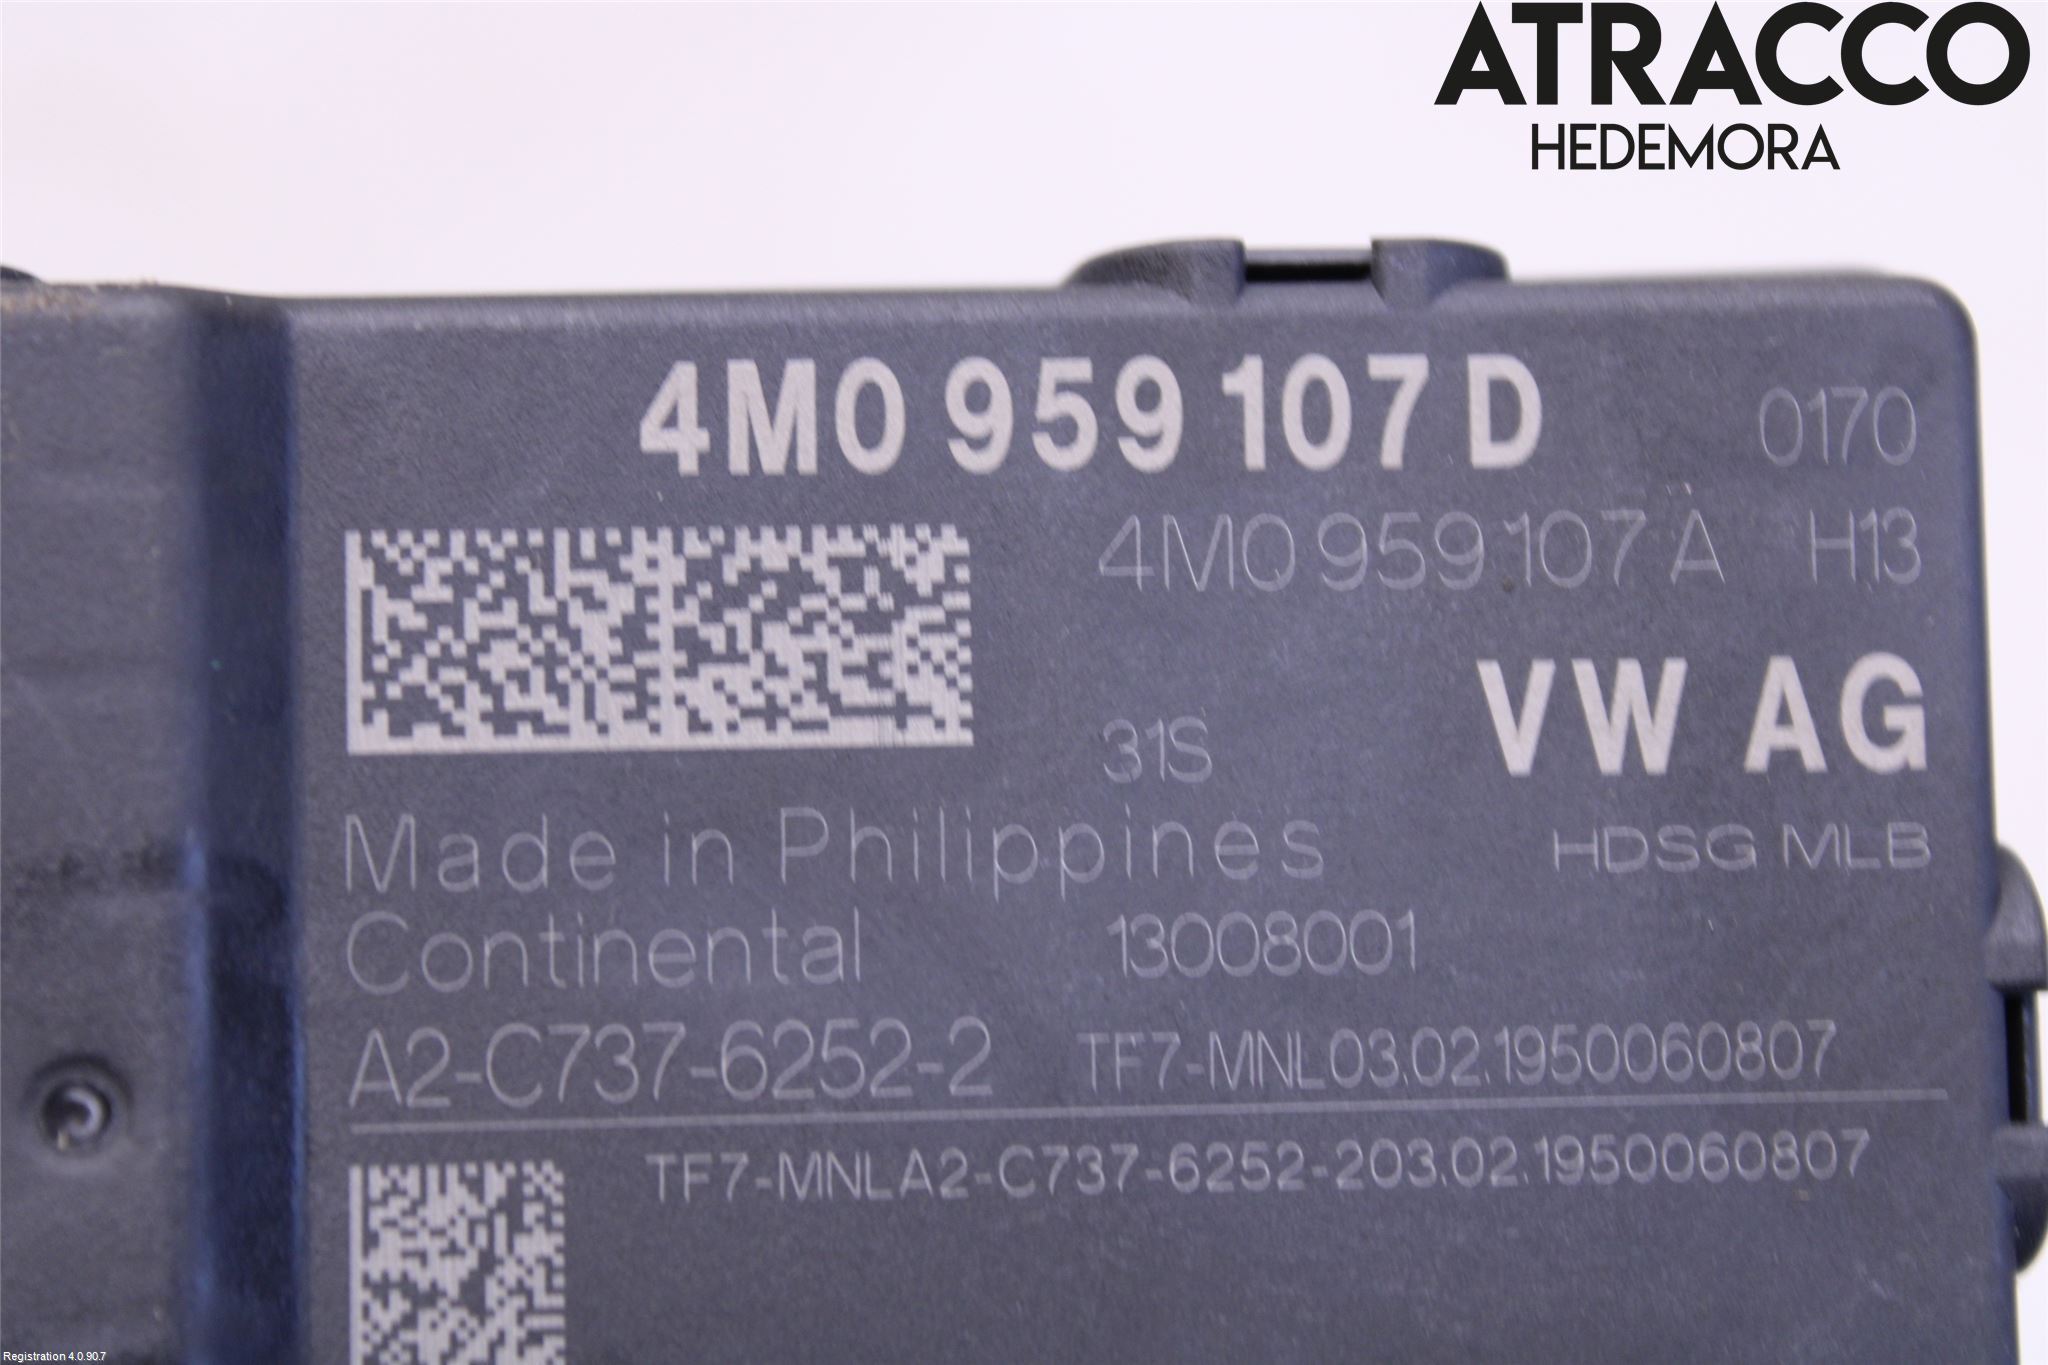 ATRACCO
HEDEMORA
4M0 959 107 D 0170
4M0 959 107 A H13
31S VW AG
Made in Philippines HDSG MLB
Continental 13008001
A2-C737-6252-2 TF7-MNL03.02.1950060807
TF7-MNLA2-C737-6252-203.02.1950060807
Registration 4.0.90.7